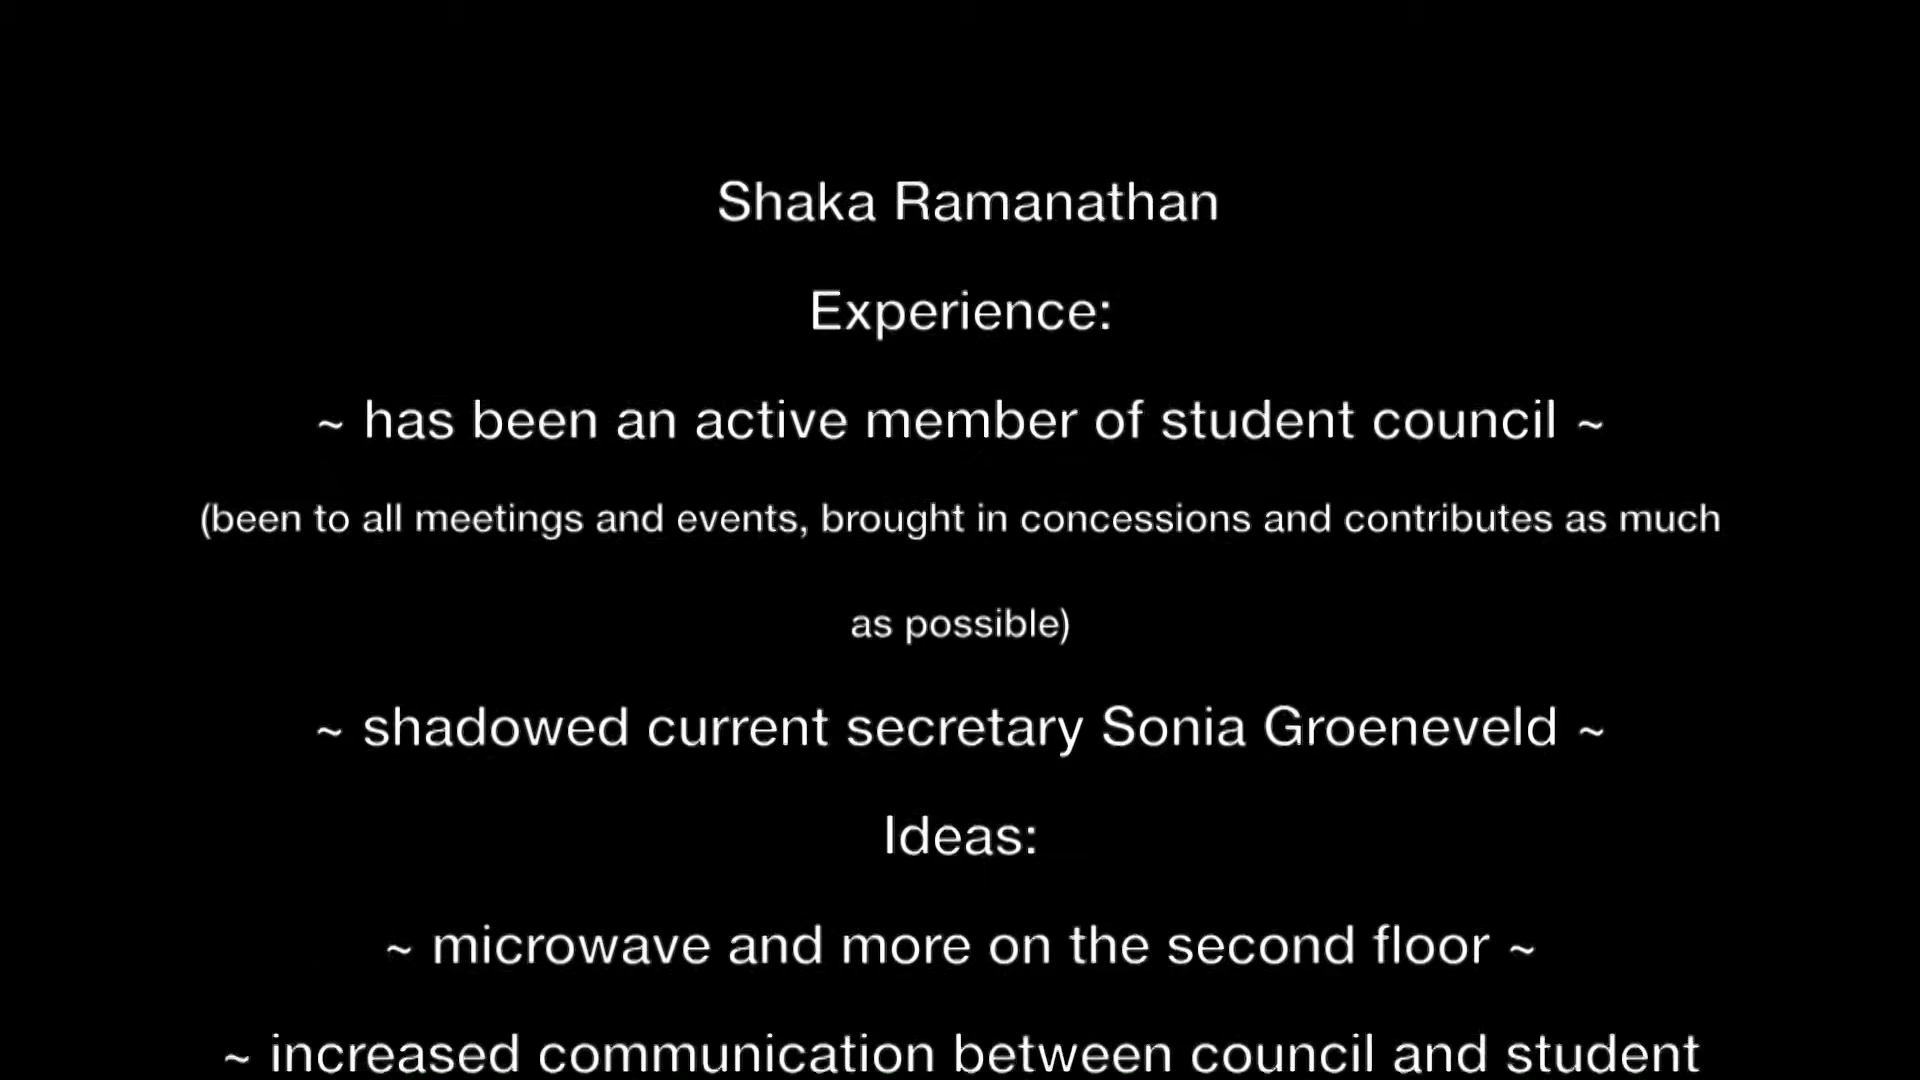 Shaka Ramanathan
Experience:
~ has been an active member of student council ~
(been to all meetings and events, brought in concessions and contributes as much
as possible)
~ shadowed current secretary Sonia Groeneveld ~
Ideas:
~ microwave and more on the second floor ~
~ increased communication between council and student